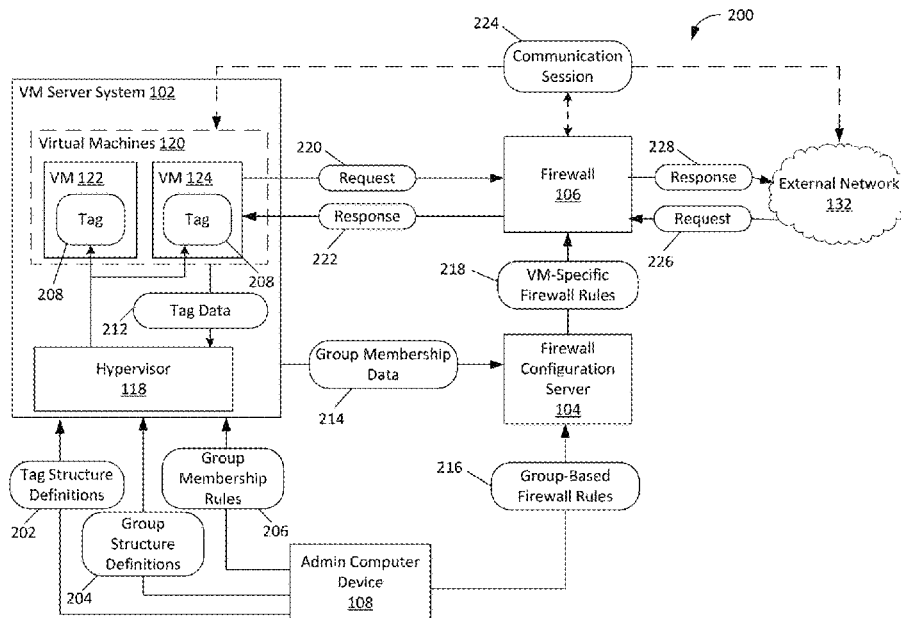 224
200
Communication
Session
VM Server System 102
Virtual Machines 120
VM 122
VM 124
Tag
Tag
208
208
220
Request
Response
222
Firewall
106
228
Response
Request
226
External Network
132
218
VM-Specific
Firewall Rules
212
Tag Data
Hypervisor
118
Group Membership
Data
214
Firewall
Configuration
Server
104
Tag Structure
Definitions
202
Group
Structure
Definitions
204
Group
Membership
Rules
206
216
Group-Based
Firewall Rules
Admin Computer
Device
108